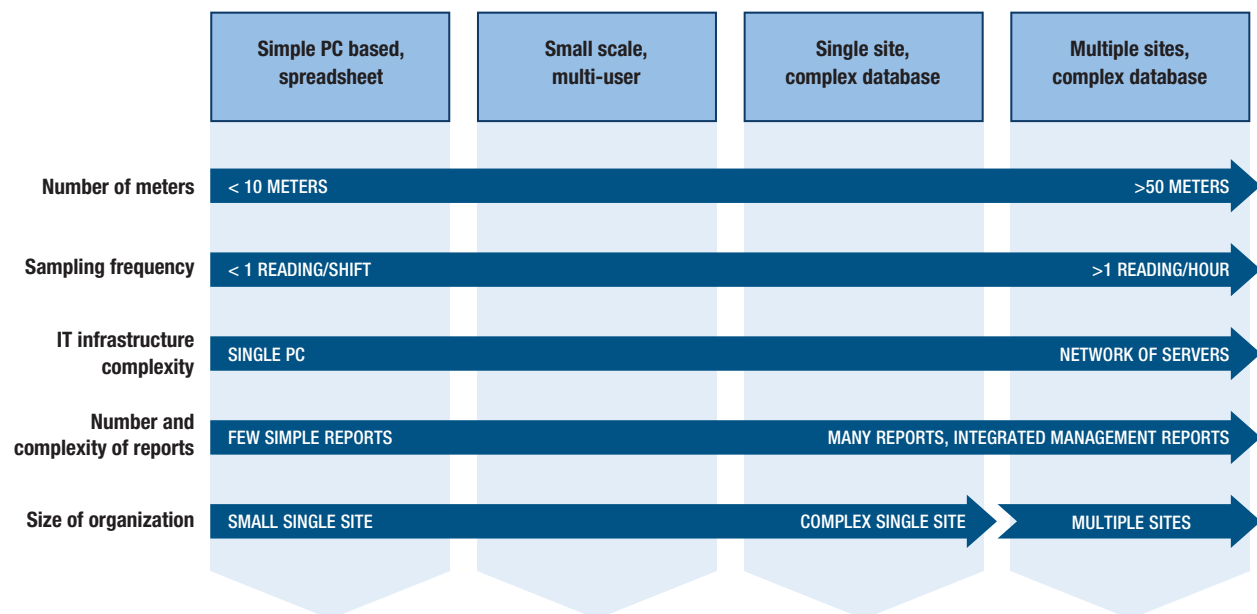 Simple PC based,
spreadsheet
Small scale,
multi-user
Single site,
complex database
Multiple sites,
complex database
Number of meters
< 10 METERS
>50 METERS
Sampling frequency
< 1 READING/SHIFT
>1 READING/HOUR
IT infrastructure
complexity
SINGLE PC
NETWORK OF SERVERS
Number and
complexity of reports
FEW SIMPLE REPORTS
MANY REPORTS, INTEGRATED MANAGEMENT REPORTS
Size of organization
SMALL SINGLE SITE
COMPLEX SINGLE SITE
MULTIPLE SITES